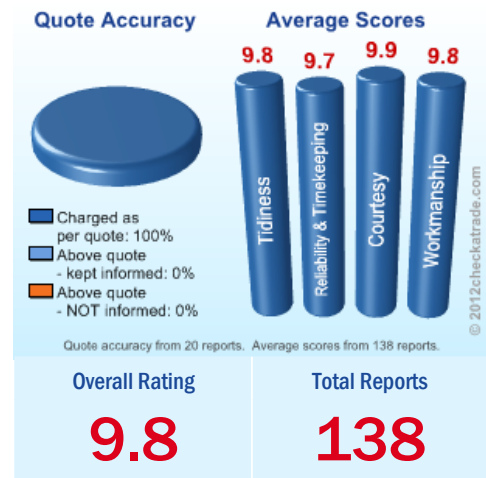 Quote Accuracy
Charged as
per quote: 100%
Above quote
- kept informed: 0%
Above quote
- NOT informed: 0%
Average Scores
9.8
9.7
9.9
9.8
Tidiness
Reliability & Timekeeping
Courtesy
Workmanship
© 2012checkatrade.com
Quote accuracy from 20 reports. Average scores from 138 reports.
Overall Rating
9.8
Total Reports
138